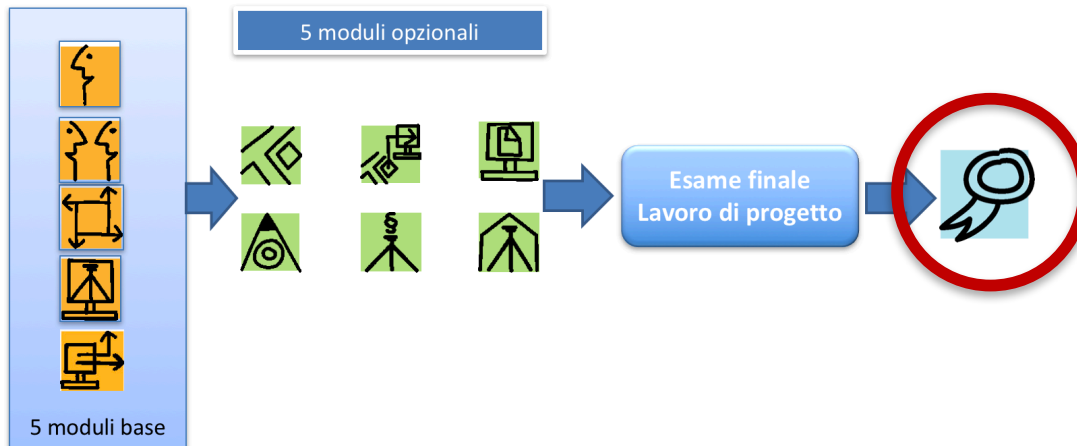 5 moduli opzionali
Esame finale
Lavoro di progetto
§
5 moduli base